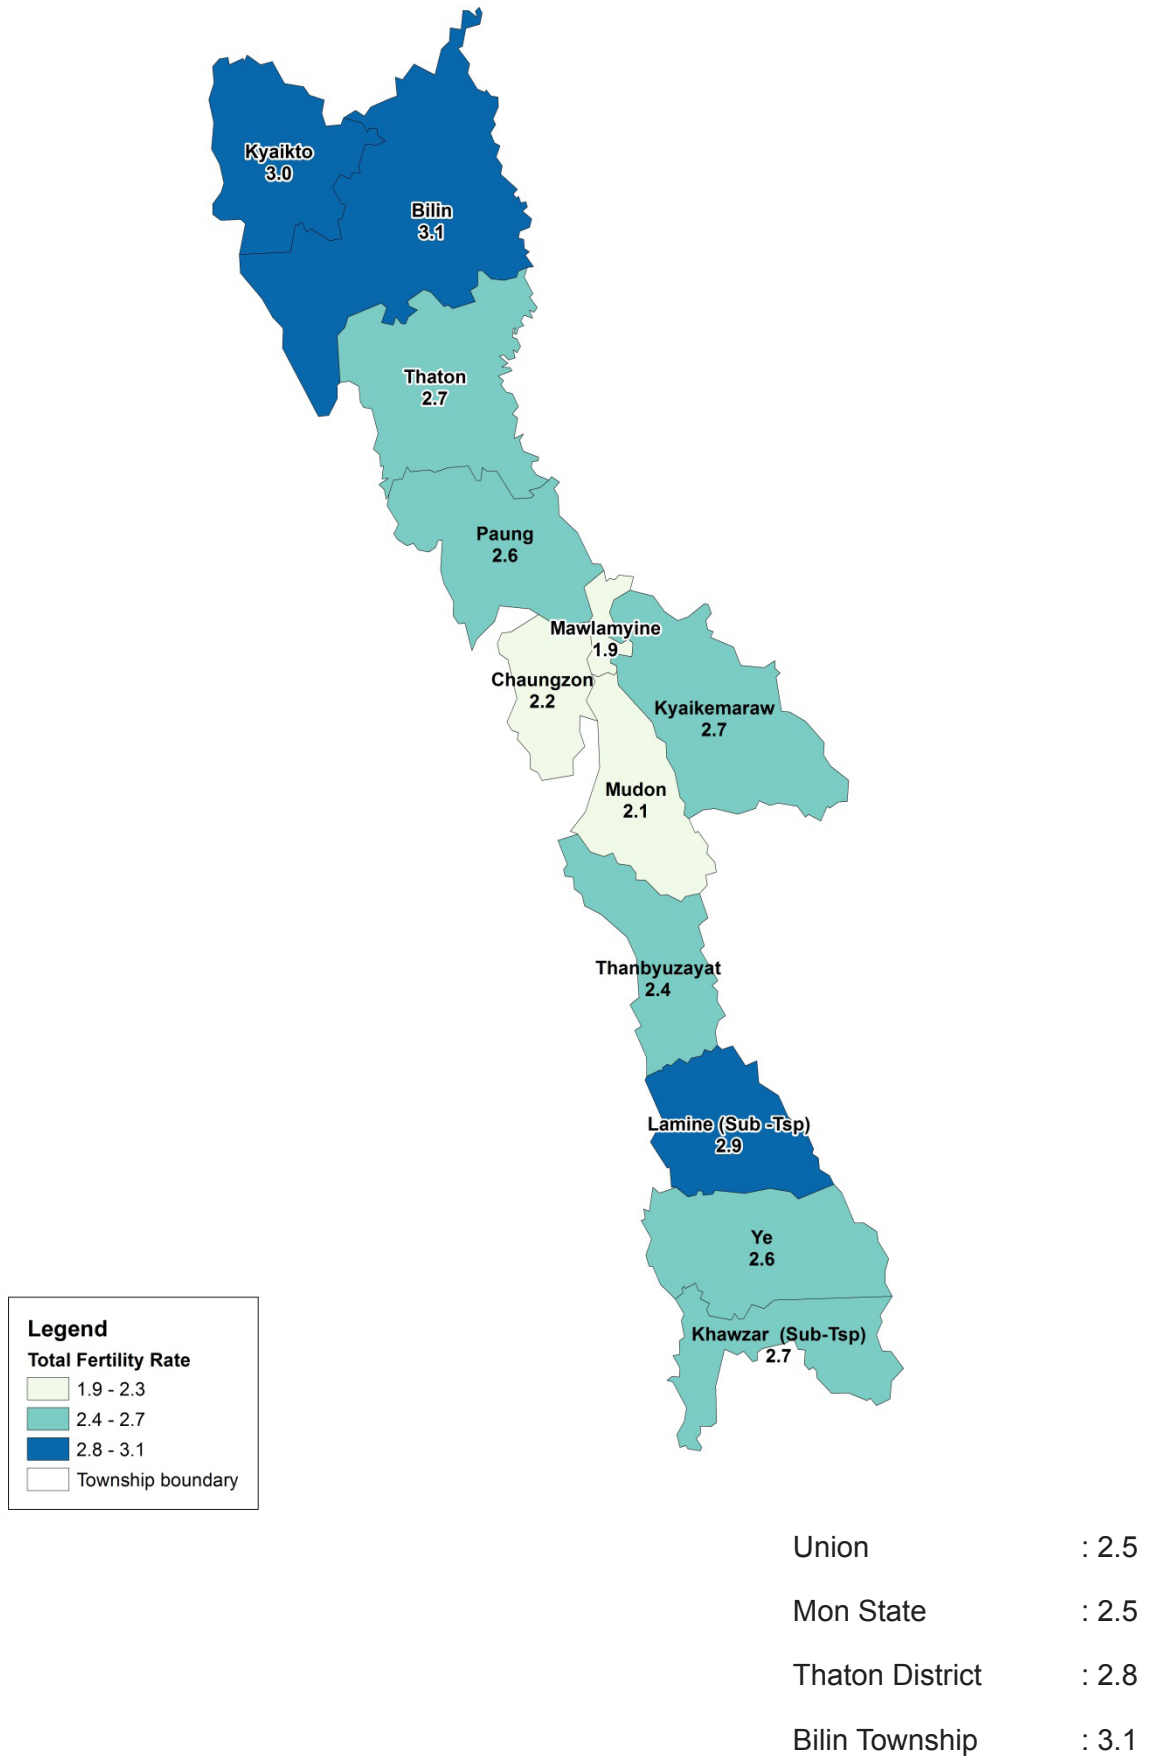 Kyaikto
3.0
Bilin
3.1
Thaton
2.7
Paung
2.6
Mawlamyine
1.9
Chaungzon
2.2
Kyaikemaraw
2.7
Mudon
2.1
Thanbyuzayat
2.4
Lamine (Sub -Tsp)
2.9
Ye
2.6
Khawzar (Sub-Tsp)
2.7
Legend
Total Fertility Rate
1.9 - 2.3
2.4 - 2.7
2.8 - 3.1
Township boundary
Union : 2.5
Mon State : 2.5
Thaton District : 2.8
Bilin Township : 3.1